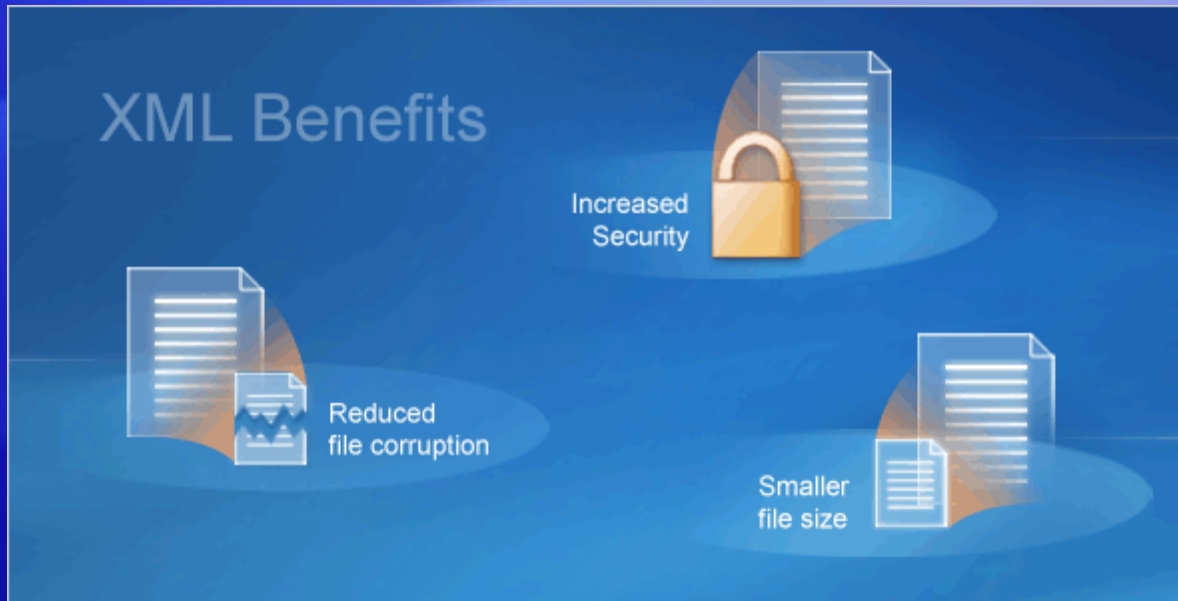 XML Benefits
Increased
Security
Reduced
file corruption
Smaller
file size